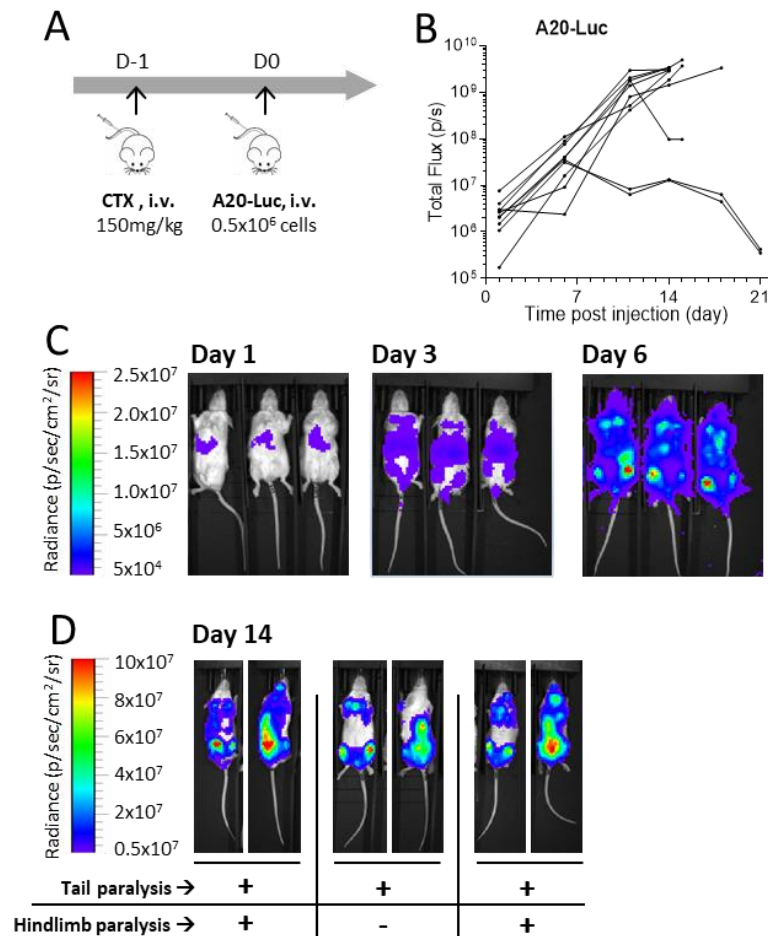 A
D-1 D0
CTX , i.v. A20-Luc, i.v.
150mg/kg 0.5x10⁶ cells
B
A20-Luc
Total Flux (p/s)
10¹⁰
10⁹
10⁸
10⁷
10⁶
10⁵
0 7 14 21
Time post injection (day)
C
Day 1 Day 3 Day 6
Radiance (p/sec/cm²/sr)
2.5x10⁷
2.0x10⁷
1.5x10⁷
1.0x10⁷
5x10⁶
5x10⁴
D
Day 14
Radiance (p/sec/cm²/sr)
10x10⁷
8x10⁷
6x10⁷
4x10⁷
2x10⁷
0.5x10⁷
Tail paralysis → + + +
Hindlimb paralysis → + - +